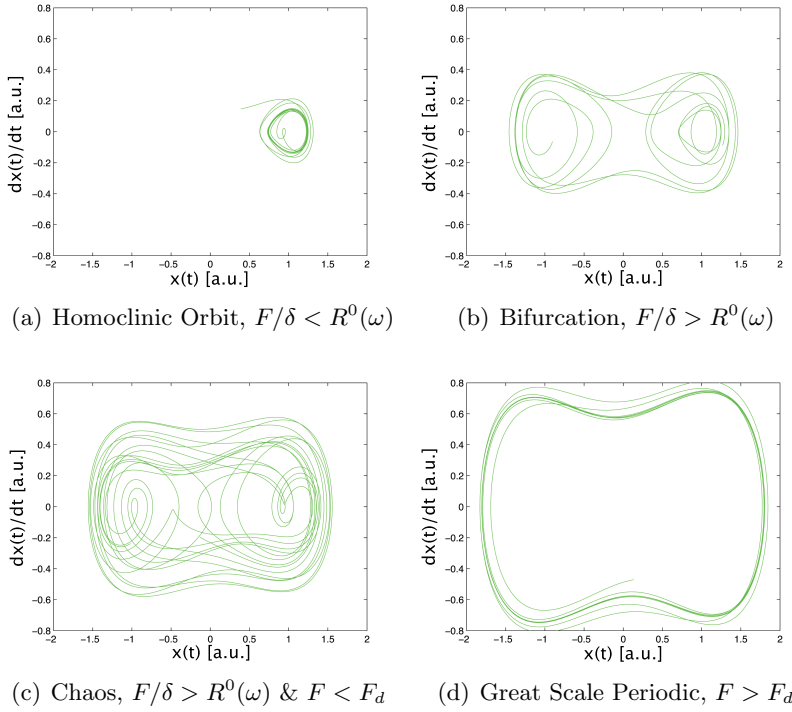 0.8
0.6
0.4
0.2
0
−0.2
−0.4
−0.6
−0.8
−2 −1.5 −1 −0.5 0 0.5 1 1.5 2
dx(t)/dt [a.u.]
x(t) [a.u.]
(a) Homoclinic Orbit, F/δ < R⁰(ω)
0.8
0.6
0.4
0.2
0
−0.2
−0.4
−0.6
−0.8
−2 −1.5 −1 −0.5 0 0.5 1 1.5 2
dx(t)/dt [a.u.]
x(t) [a.u.]
(b) Bifurcation, F/δ > R⁰(ω)
0.8
0.6
0.4
0.2
0
−0.2
−0.4
−0.6
−0.8
−2 −1.5 −1 −0.5 0 0.5 1 1.5 2
dx(t)/dt [a.u.]
x(t) [a.u.]
(c) Chaos, F/δ > R⁰(ω) & F < F_d
0.8
0.6
0.4
0.2
0
−0.2
−0.4
−0.6
−0.8
−2 −1.5 −1 −0.5 0 0.5 1 1.5 2
dx(t)/dt [a.u.]
x(t) [a.u.]
(d) Great Scale Periodic, F > F_d